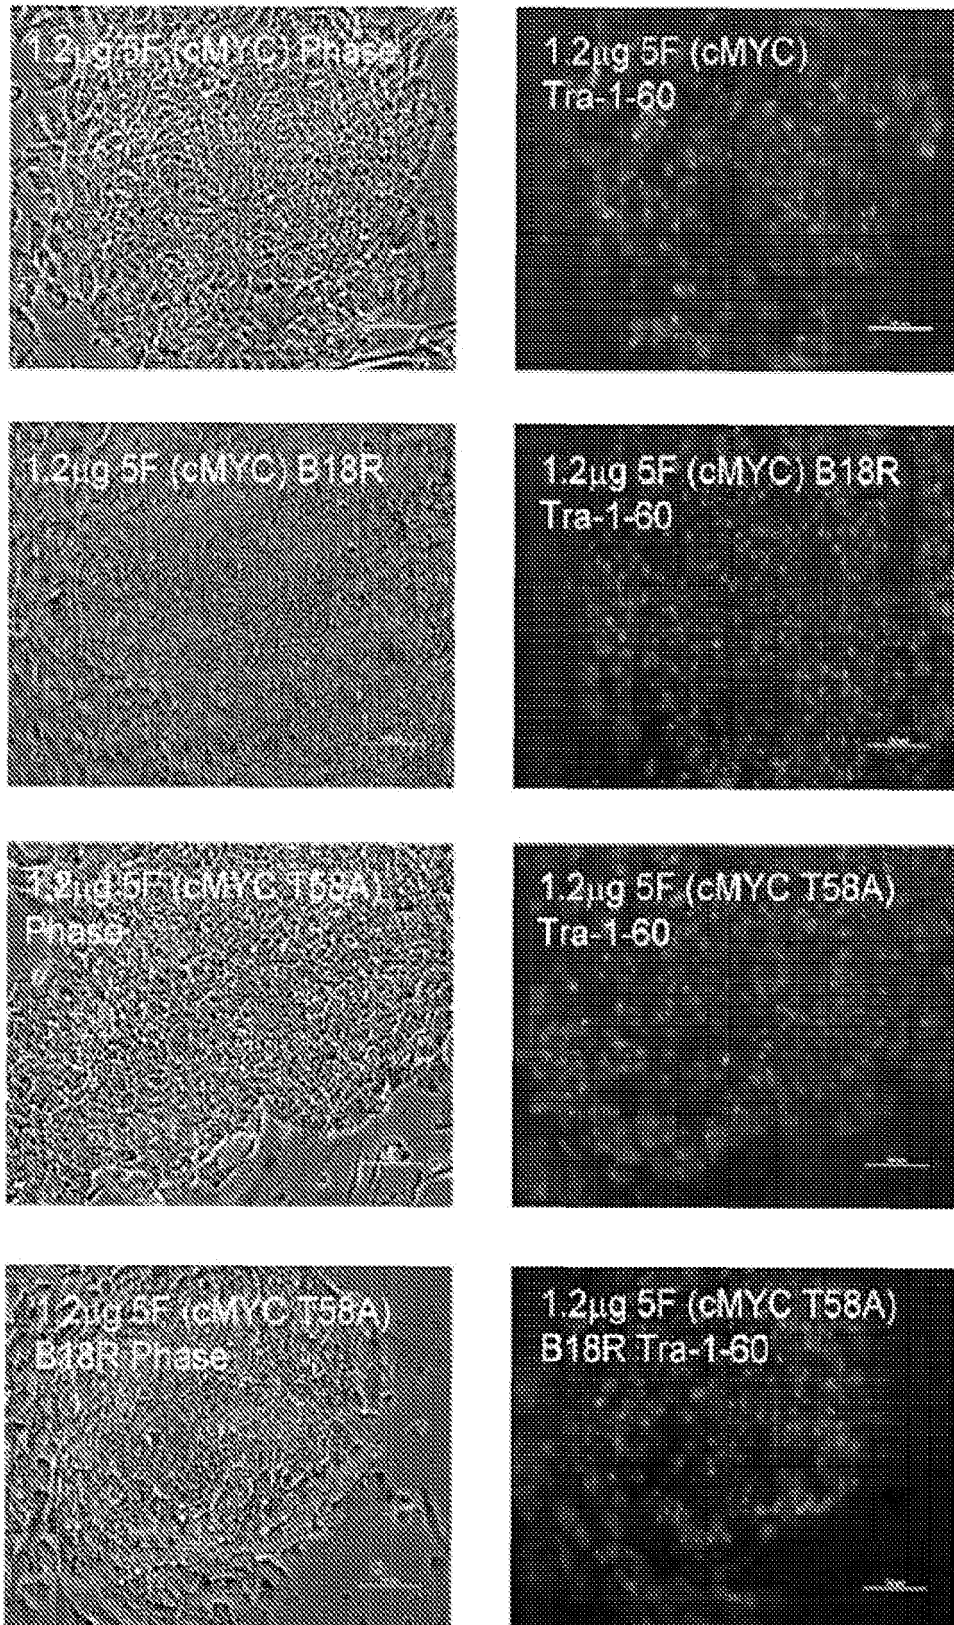 1.2µg 5F (cMYC) Phase
1.2µg 5F (cMYC)
Tra-1-60
1.2µg 5F (cMYC) B18R
1.2µg 5F (cMYC) B18R
Tra-1-60
1.2µg 5F (cMYC T58A)
Phase
1.2µg 5F (cMYC T58A)
Tra-1-60
1.2µg 5F (cMYC T58A)
B18R Phase
1.2µg 5F (cMYC T58A)
B18R Tra-1-60